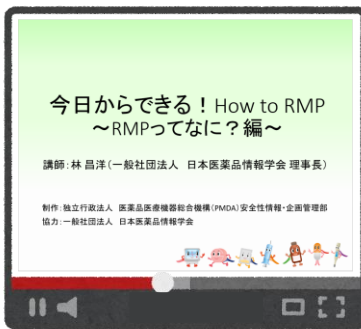 今日からできる!How to RMP
~RMPってなに?編~
講師:林 昌洋(一般社団法人 日本医薬品情報学会 理事長)
制作:独立行政法人 医薬品医療機器総合機構(PMDA)安全性情報・企画管理部
協力:一般社団法人 日本医薬品情報学会